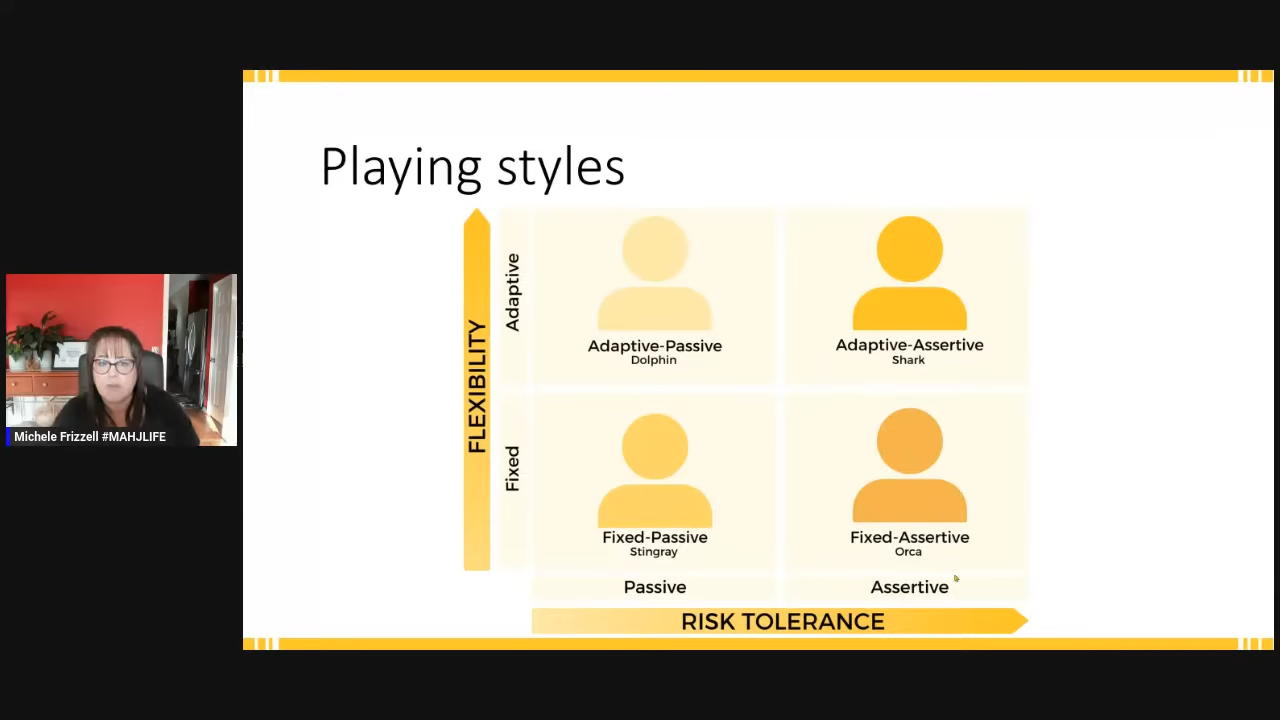 Playing styles
FLEXIBILITY
Adaptive
Adaptive-Passive
Dolphin
Adaptive-Assertive
Shark
Fixed
Fixed-Passive
Stingray
Fixed-Assertive
Orca
Passive
Assertive
RISK TOLERANCE
Michele Frizzell #MAHJLIFE